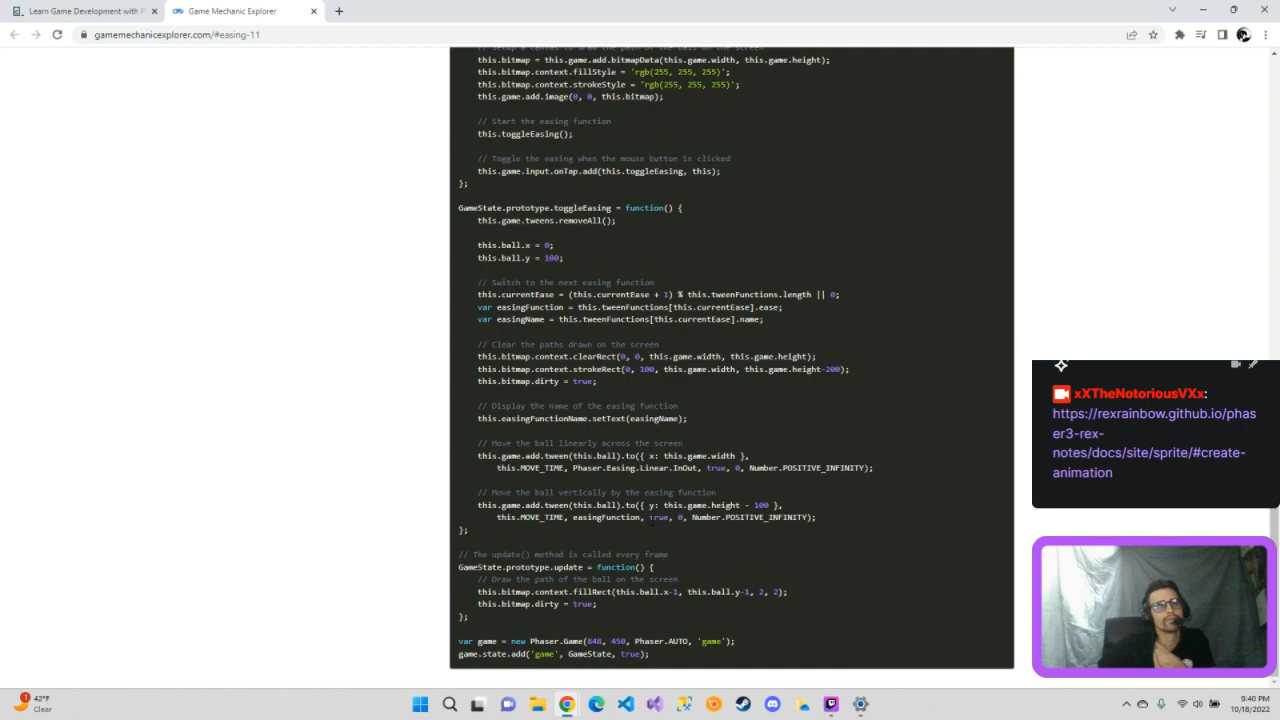 Learn Game Development with P
Game Mechanic Explorer
gamemechanicexplorer.com/#easing-11
// Setup a canvas to draw the path of the ball on the screen
this.bitmap = this.game.add.bitmapData(this.game.width, this.game.height);
this.bitmap.context.fillStyle = 'rgb(255, 255, 255)';
this.bitmap.context.strokeStyle = 'rgb(255, 255, 255)';
this.game.add.image(0, 0, this.bitmap);
// Start the easing function
this.toggleEasing();
// Toggle the easing when the mouse button is clicked
this.game.input.onTap.add(this.toggleEasing, this);
};
GameState.prototype.toggleEasing = function() {
this.game.tweens.removeAll();
this.ball.x = 0;
this.ball.y = 100;
// Switch to the next easing function
this.currentEase = (this.currentEase + 1) % this.tweenFunctions.length || 0;
var easingFunction = this.tweenFunctions[this.currentEase].ease;
var easingName = this.tweenFunctions[this.currentEase].name;
// Clear the paths drawn on the screen
this.bitmap.context.clearRect(0, 0, this.game.width, this.game.height);
this.bitmap.context.strokeRect(0, 100, this.game.width, this.game.height-200);
this.bitmap.dirty = true;
// Display the name of the easing function
this.easingFunctionName.setText(easingName);
// Move the ball linearly across the screen
this.game.add.tween(this.ball).to({ x: this.game.width },
this.MOVE_TIME, Phaser.Easing.Linear.InOut, true, 0, Number.POSITIVE_INFINITY);
// Move the ball vertically by the easing function
this.game.add.tween(this.ball).to({ y: this.game.height - 100 },
this.MOVE_TIME, easingFunction, true, 0, Number.POSITIVE_INFINITY);
};
// The update() method is called every frame
GameState.prototype.update = function() {
// Draw the path of the ball on the screen
this.bitmap.context.fillRect(this.ball.x-1, this.ball.y-1, 2, 2);
this.bitmap.dirty = true;
};
var game = new Phaser.Game(848, 450, Phaser.AUTO, 'game');
game.state.add('game', GameState, true);
xXTheNotoriousVXx:
https://rexrainbow.github.io/phas
er3-rex-
notes/docs/site/sprite/#create-
animation
1
42°F
Clear
9:40 PM
10/18/2022